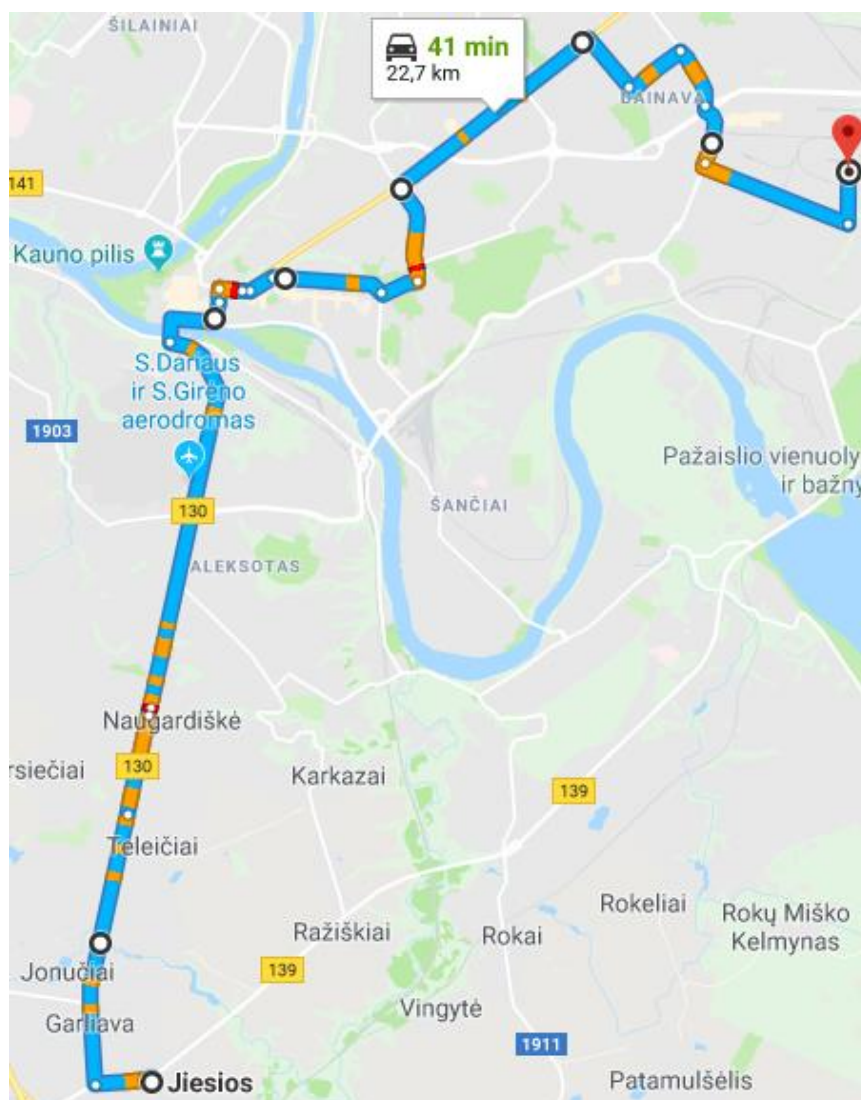 ŠILAINIAI
41 min
22,7 km
DAINAVA
141
Kauno pilis
S.Dariaus
ir S.Girėno
aerodromas
1903
Pažaislio vienuoly
ir bažny
130
ŠANČIAI
ALEKSOTAS
Naugardiškė
rsiečiai
130
Karkazai
139
Teleičiai
Rokeliai
Rokų Miško
Kelmynas
Ražiškiai
Rokai
Jonučiai
139
Garliava
Vingytė
1911
Jiesios
Patamulšėlis